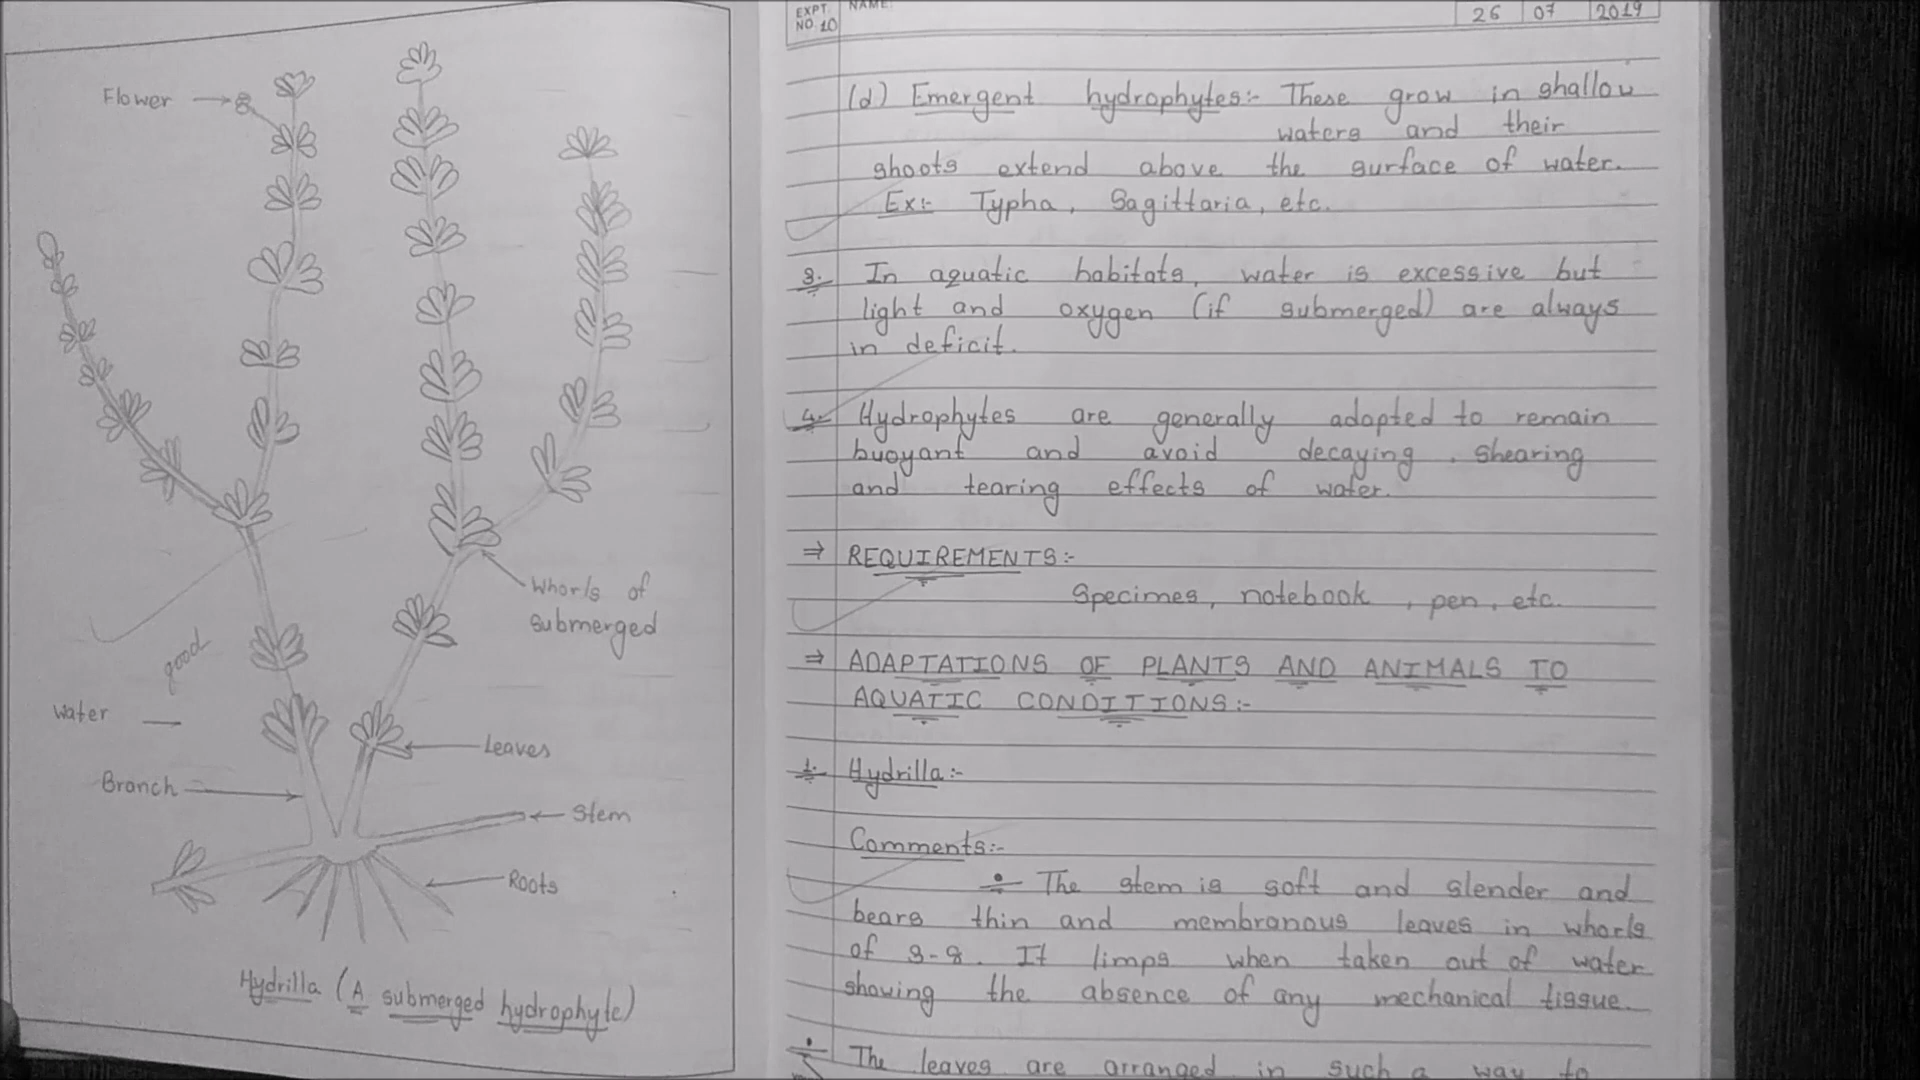 Flower
Whorls of
submerged
good
Water
Leaves
Branch
Stem
Roots
Hydrilla (A submerged hydrophyte)
EXPT. NO. 10
NAME:
26 07 2019
(d) Emergent hydrophytes:- These grow in shallow
waters and their
shoots extend above the surface of water.
Ex:- Typha, Sagittaria, etc.
3. In aquatic habitats, water is excessive but
light and oxygen (if submerged) are always
in deficit.
4. Hydrophytes are generally adapted to remain
buoyant and avoid decaying, shearing
and tearing effects of water.
⇒ REQUIREMENTS:-
Specimes, notebook, pen, etc.
⇒ ADAPTATIONS OF PLANTS AND ANIMALS TO
AQUATIC CONDITIONS:-
1. Hydrilla:-
Comments:-
The stem is soft and slender and
bears thin and membranous leaves in whorls
of 3-8. It limps when taken out of water
showing the absence of any mechanical tissue.
The leaves are arranged in such a way to